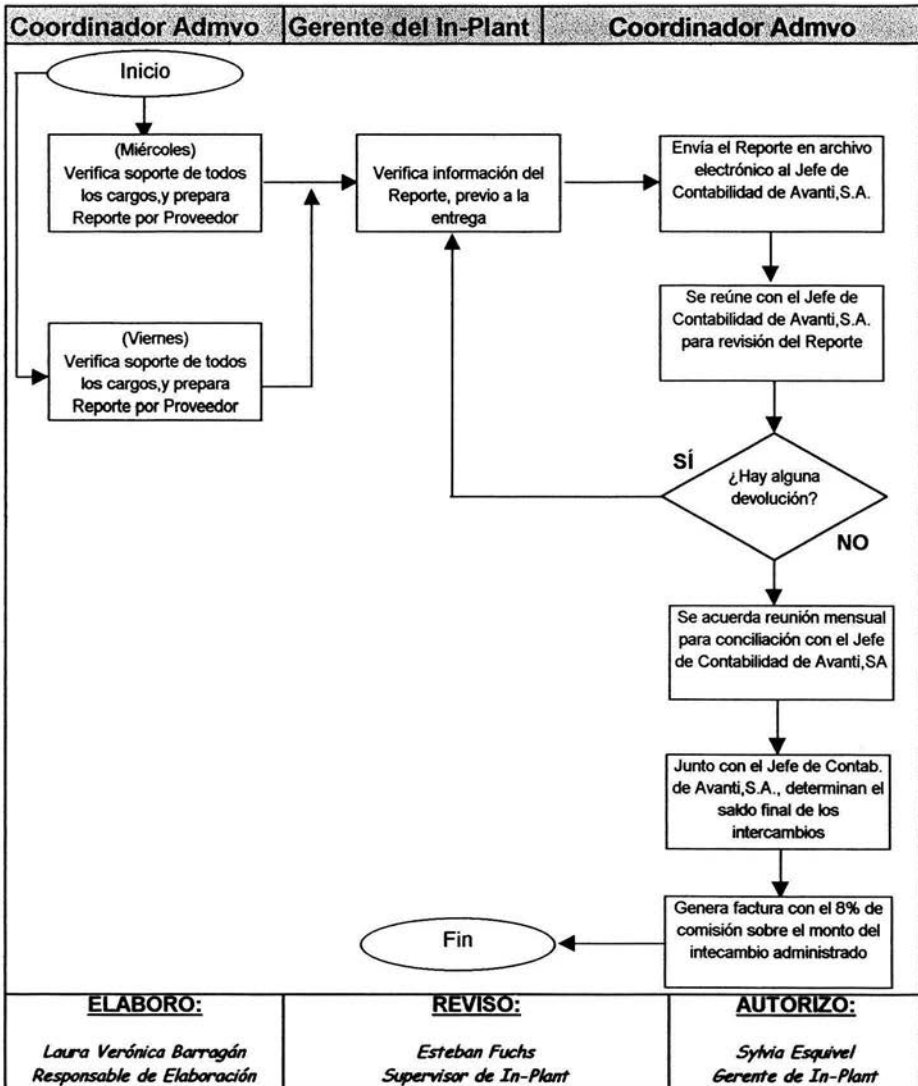 Coordinador Admvo
Gerente del In-Plant
Coordinador Admvo
Inicio
(Miércoles)
Verifica soporte de todos
los cargos,y prepara
Reporte por Proveedor
Verifica información del
Reporte, previo a la
entrega
Envía el Reporte en archivo
electrónico al Jefe de
Contabilidad de Avanti,S.A.
Se reúne con el Jefe de
Contabilidad de Avanti,S.A.
para revisión del Reporte
(Viernes)
Verifica soporte de todos
los cargos,y prepara
Reporte por Proveedor
SÍ
¿Hay alguna
devolución?
NO
Se acuerda reunión mensual
para conciliación con el Jefe
de Contabilidad de Avanti,SA
Junto con el Jefe de Contab.
de Avanti,S.A., determinan el
saldo final de los
intercambios
Genera factura con el 8% de
comisión sobre el monto del
intecambio administrado
Fin
ELABORO:
Laura Verónica Barragán
Responsable de Elaboración
REVISO:
Esteban Fuchs
Supervisor de In-Plant
AUTORIZO:
Sylvia Esquivel
Gerente de In-Plant